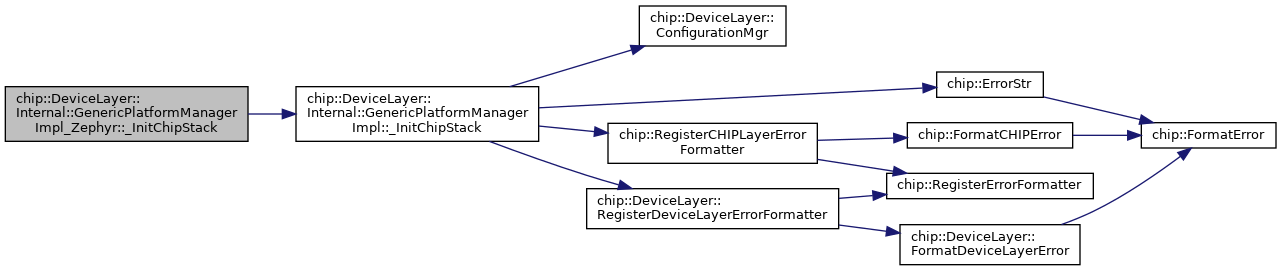 chip::DeviceLayer::
Internal::GenericPlatformManager
Impl_Zephyr::_InitChipStack
chip::DeviceLayer::
Internal::GenericPlatformManager
Impl::_InitChipStack
chip::DeviceLayer::
ConfigurationMgr
chip::ErrorStr
chip::RegisterCHIPLayerError
Formatter
chip::DeviceLayer::
RegisterDeviceLayerErrorFormatter
chip::FormatCHIPError
chip::RegisterErrorFormatter
chip::DeviceLayer::
FormatDeviceLayerError
chip::FormatError